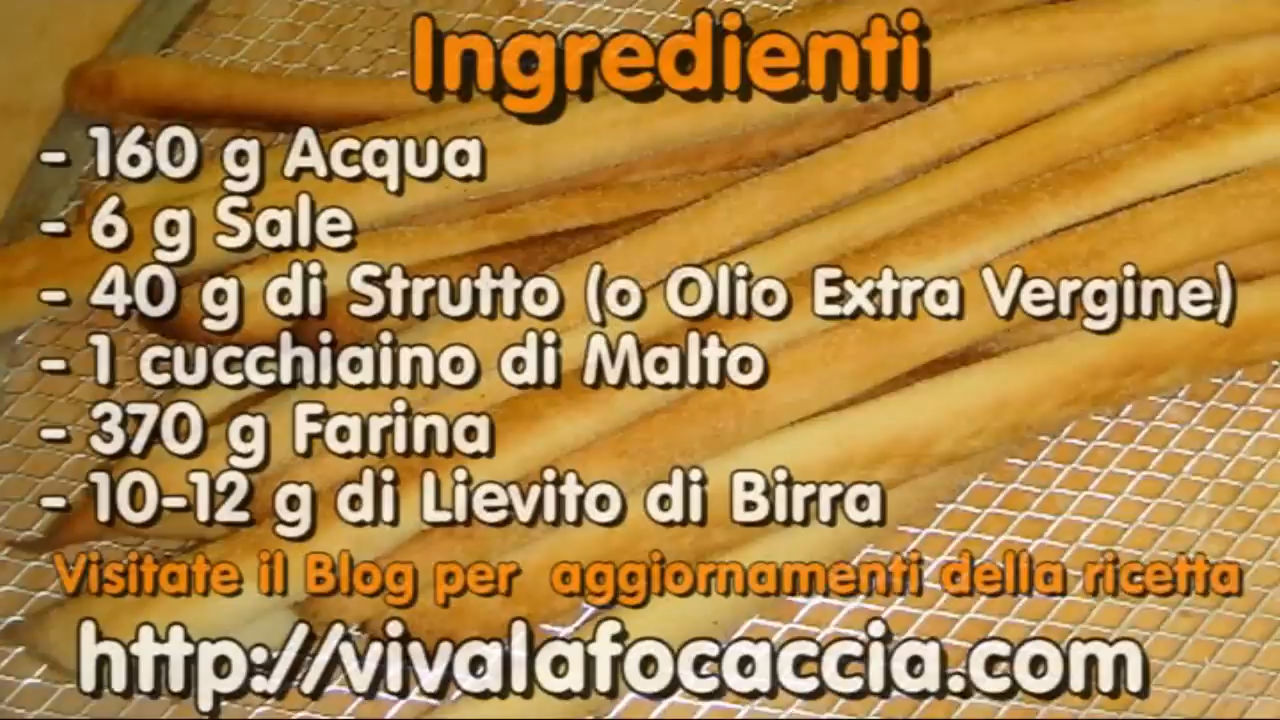 Ingredienti
- 160 g Acqua
- 6 g Sale
- 40 g di Strutto (o Olio Extra Vergine)
- 1 cucchiaino di Malto
- 370 g Farina
- 10-12 g di Lievito di Birra
Visitate il Blog per aggiornamenti della ricetta
http://vivalafocaccia.com